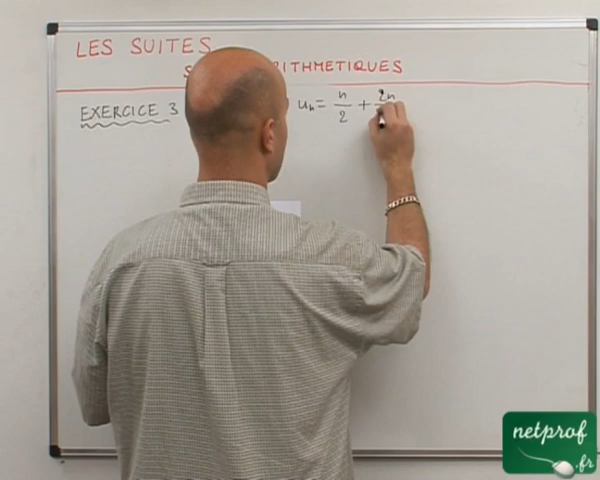 LES SUITES
ARITHMETIQUES
EXERCICE 3 uₙ = n/2 + 2n
netprof
.fr